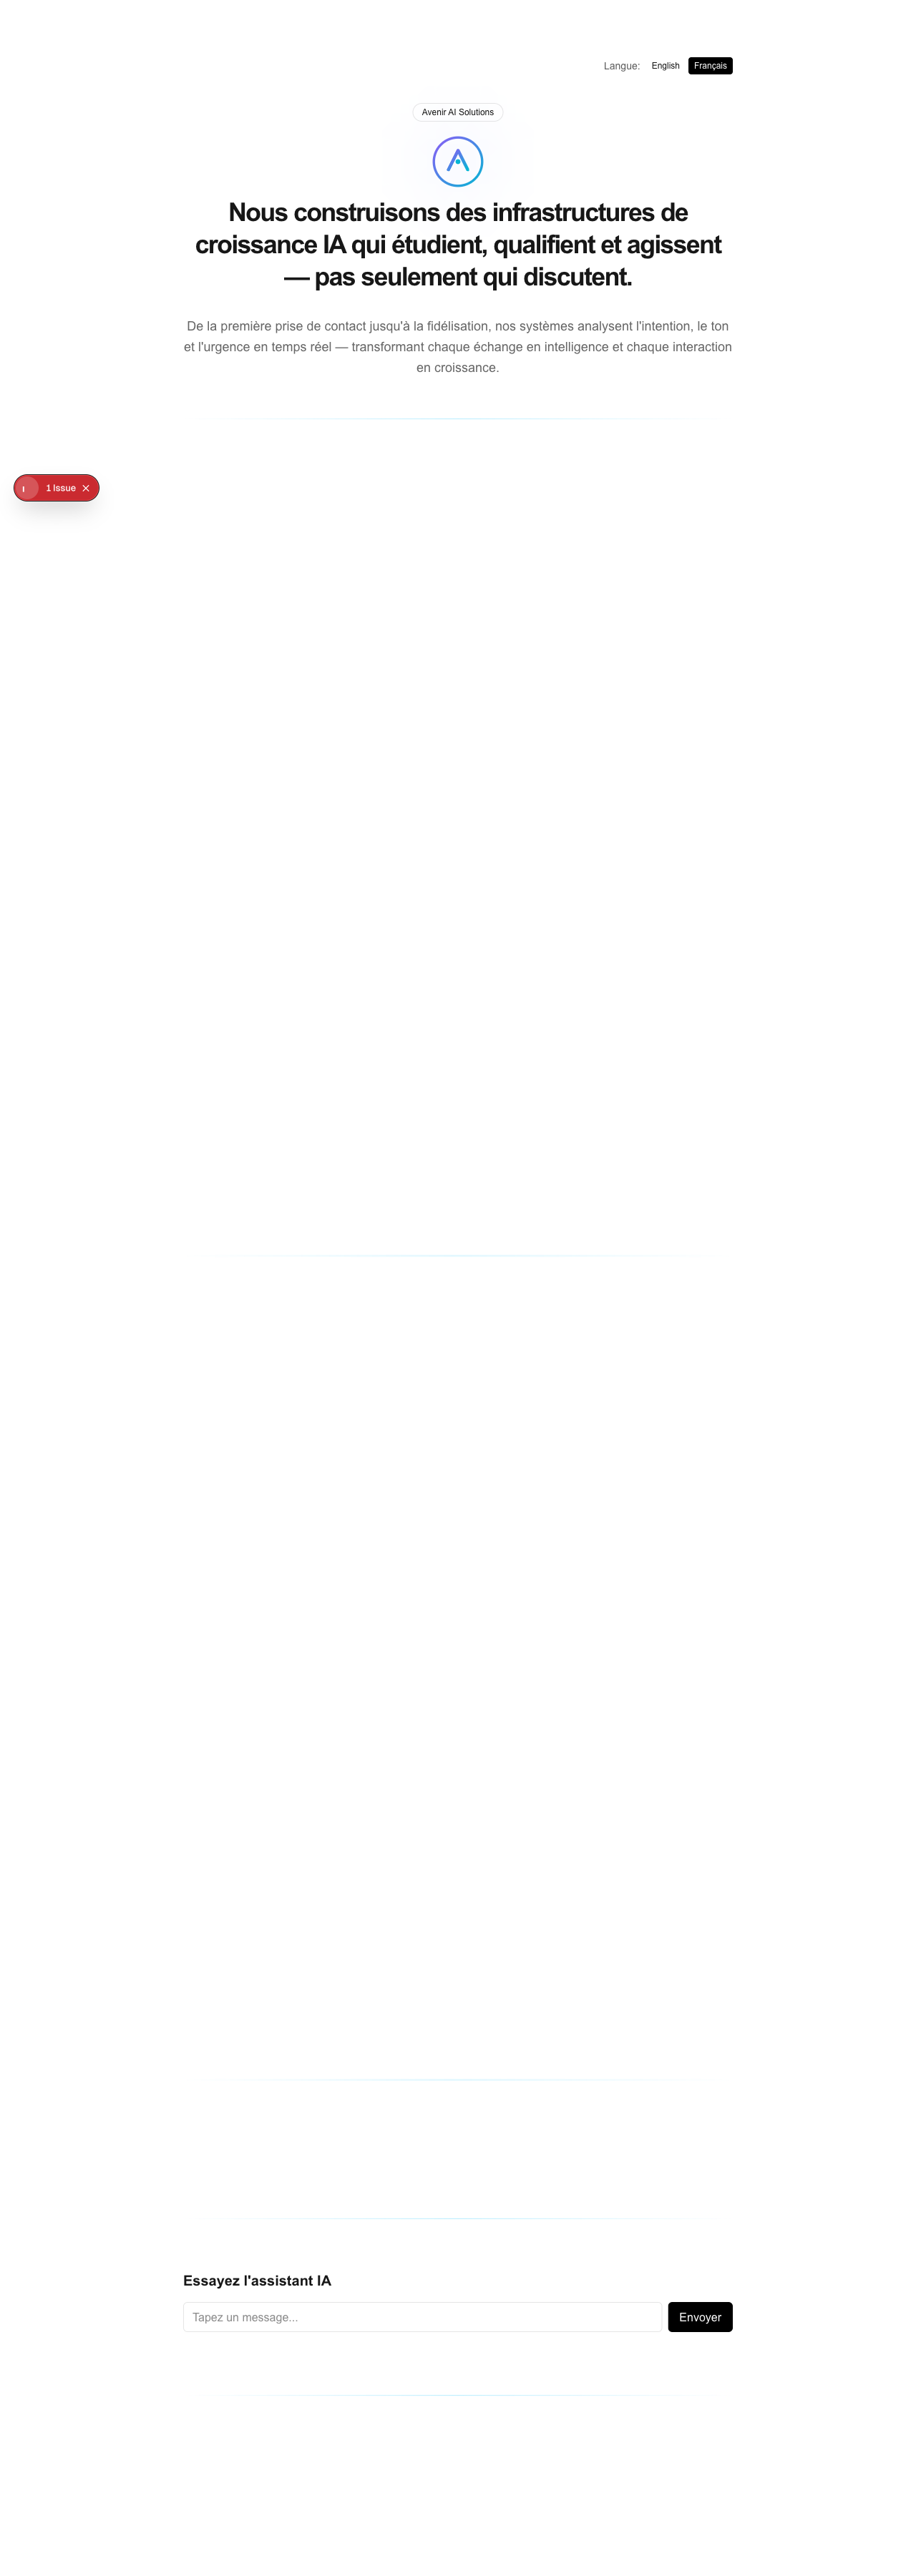 Langue: English Français
Avenir AI Solutions
Nous construisons des infrastructures de
croissance IA qui étudient, qualifient et agissent
— pas seulement qui discutent.
De la première prise de contact jusqu'à la fidélisation, nos systèmes analysent l'intention, le ton
et l'urgence en temps réel — transformant chaque échange en intelligence et chaque interaction
en croissance.
1 Issue
Essayez l'assistant IA
Tapez un message...
Envoyer